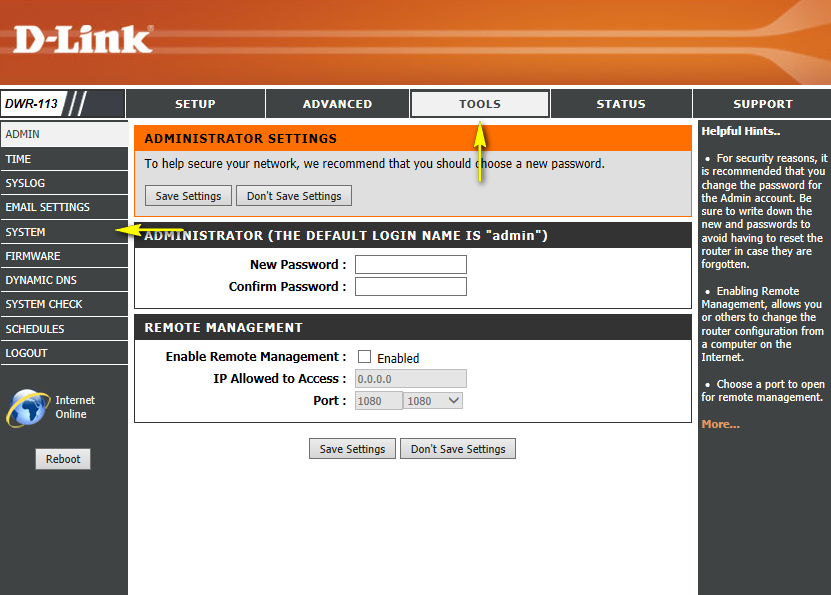 D-Link®
DWR-113
SETUP
ADVANCED
TOOLS
STATUS
SUPPORT
ADMIN
TIME
SYSLOG
EMAIL SETTINGS
SYSTEM
FIRMWARE
DYNAMIC DNS
SYSTEM CHECK
SCHEDULES
LOGOUT
Internet
Online
Reboot
ADMINISTRATOR SETTINGS
To help secure your network, we recommend that you should choose a new password.
Save Settings
Don't Save Settings
ADMINISTRATOR (THE DEFAULT LOGIN NAME IS "admin")
New Password :
Confirm Password :
REMOTE MANAGEMENT
Enable Remote Management : Enabled
IP Allowed to Access : 0.0.0.0
Port : 1080 1080
Save Settings
Don't Save Settings
Helpful Hints..
• For security reasons, it
is recommended that you
change the password for
the Admin account. Be
sure to write down the
new and passwords to
avoid having to reset the
router in case they are
forgotten.
• Enabling Remote
Management, allows you
or others to change the
router configuration from
a computer on the
Internet.
• Choose a port to open
for remote management.
More...